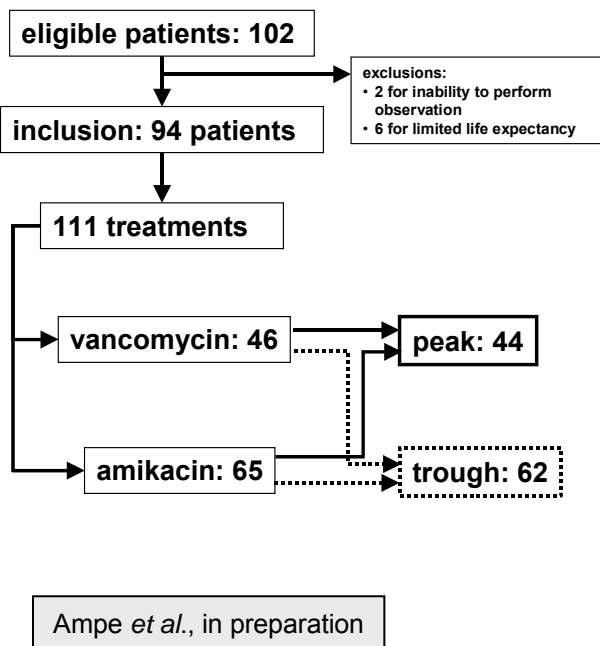 eligible patients: 102
exclusions:
• 2 for inability to perform
observation
• 6 for limited life expectancy
inclusion: 94 patients
111 treatments
vancomycin: 46
peak: 44
amikacin: 65
trough: 62
Ampe et al., in preparation